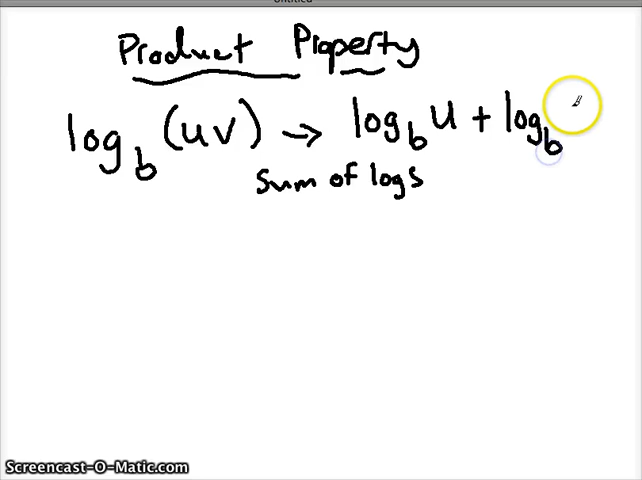 Product Property
log_b (uv) → log_b u + log_b
Sum of logs
Screencast-O-Matic.com